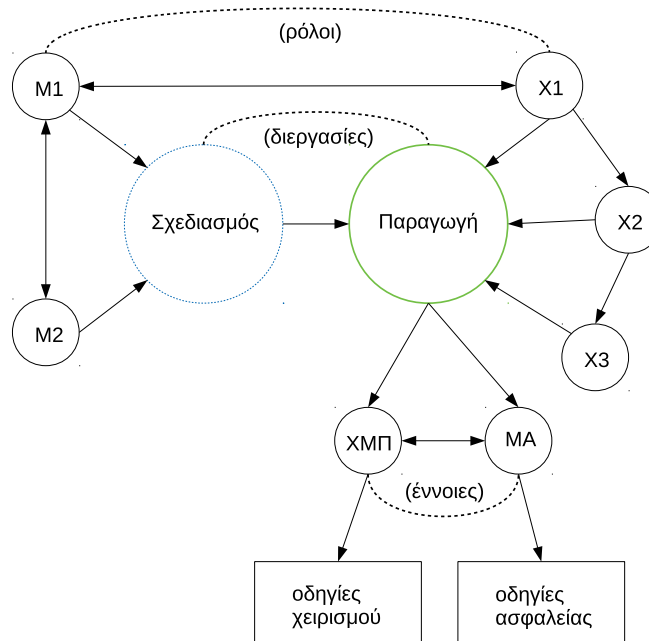 (ρόλοι)
Μ1
Χ1
(διεργασίες)
Σχεδιασμός
Παραγωγή
Χ2
Μ2
Χ3
ΧΜΠ
ΜΑ
(έννοιες)
οδηγίες
χειρισμού
οδηγίες
ασφαλείας